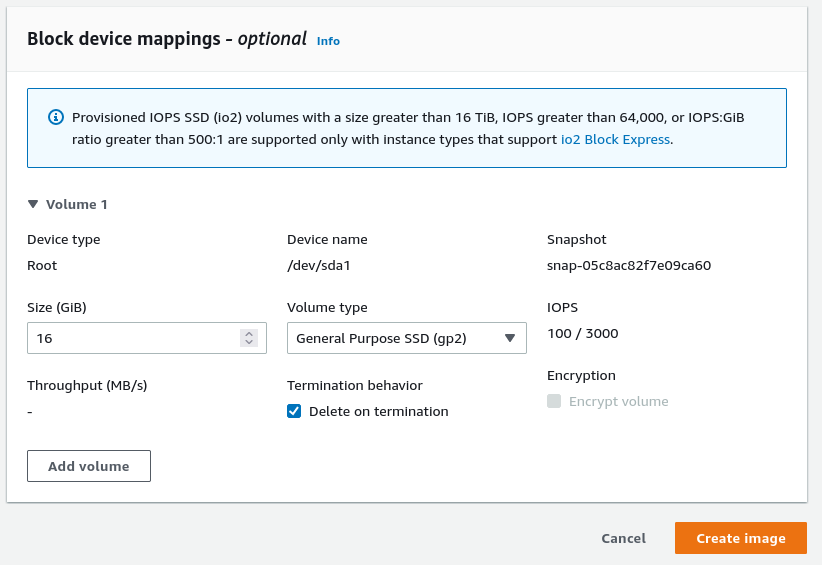 Block device mappings - optional Info
Provisioned IOPS SSD (io2) volumes with a size greater than 16 TiB, IOPS greater than 64,000, or IOPS:GiB
ratio greater than 500:1 are supported only with instance types that support io2 Block Express.
Volume 1
Device type
Root
Device name
/dev/sda1
Snapshot
snap-05c8ac82f7e09ca60
Size (GiB)
16
Volume type
General Purpose SSD (gp2)
IOPS
100 / 3000
Throughput (MB/s)
-
Termination behavior
Delete on termination
Encryption
Encrypt volume
Add volume
Cancel
Create image